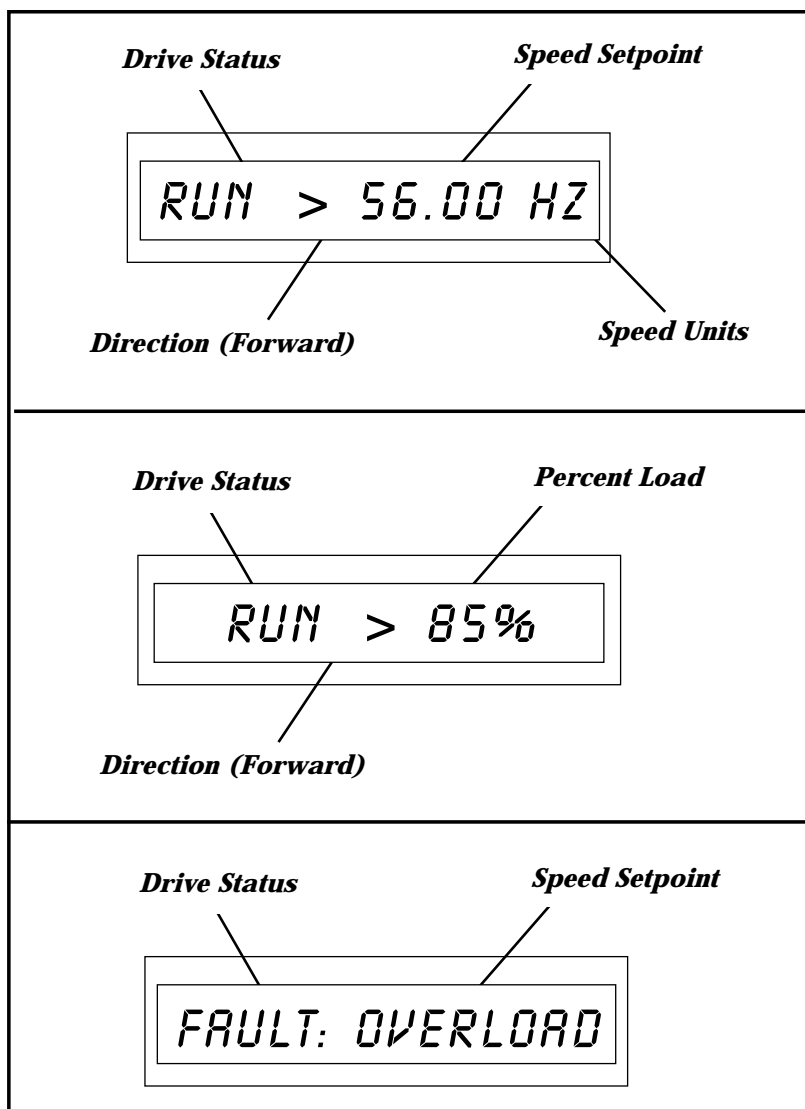 Drive Status
Speed Setpoint
RUN > 56.00 HZ
Direction (Forward)
Speed Units
Drive Status
Percent Load
RUN > 85%
Direction (Forward)
Drive Status
Speed Setpoint
FAULT: OVERLOAD